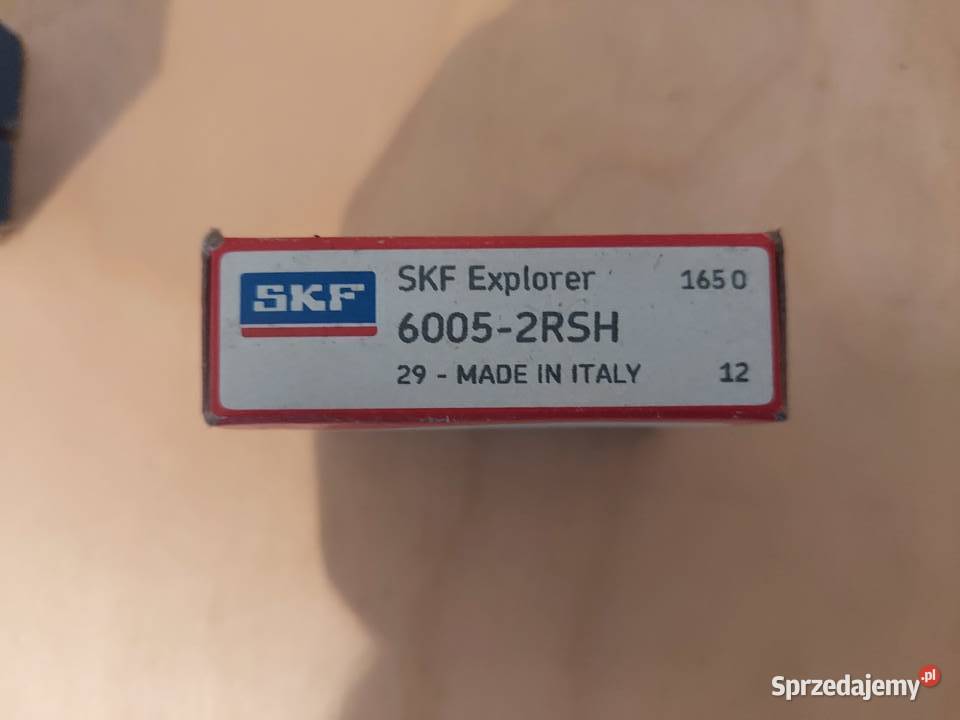 SKF
SKF Explorer 1650
6005-2RSH
29 - MADE IN ITALY 12
Sprzedajemy.pl